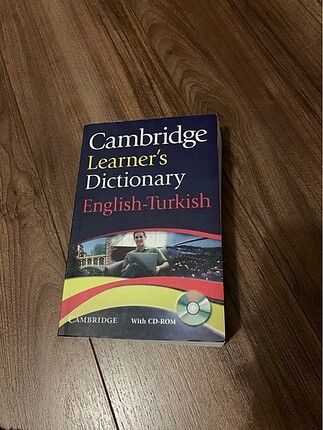 Cambridge
Learner's
Dictionary
English-Turkish
CAMBRIDGE With CD-ROM